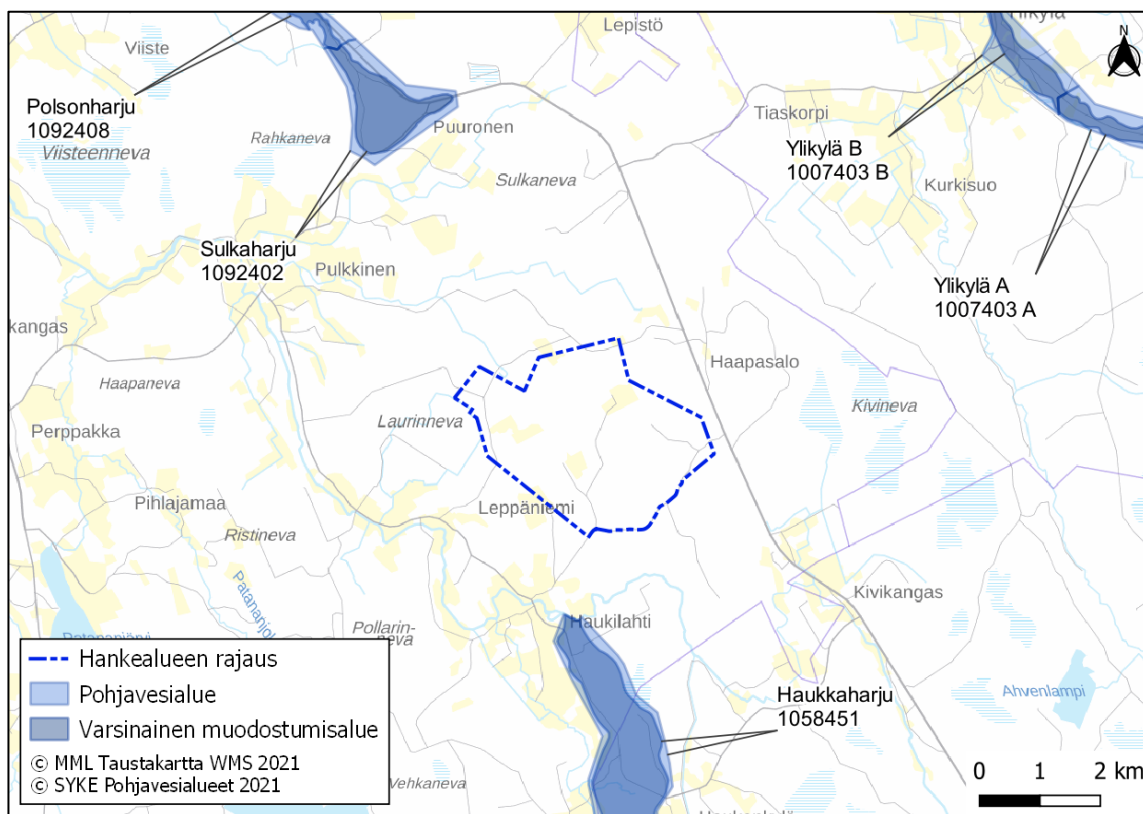 Viiste
Lepistö
N
Polsonharju
1092408
Viisteenneva
Rahkaneva
Puuronen
Sulkaneva
Tiaskorpi
Ylikylä B
1007403 B
Kurkisuo
Sulkaharju
1092402
Pulkkinen
Ylikylä A
1007403 A
kangas
Haapaneva
Haapasalo
Laurinneva
Kivineva
Perppakka
Pihlajamaa
Leppäniemi
Ristineva
Kivikangas
Pollarin-
neva
Haukilahti
Haukkaharju
1058451
Ahvenlampi
Vehkaneva
Hankealueen rajaus
Pohjavesialue
Varsinainen muodostumisalue
© MML Taustakartta WMS 2021
© SYKE Pohjavesialueet 2021
0 1 2 km